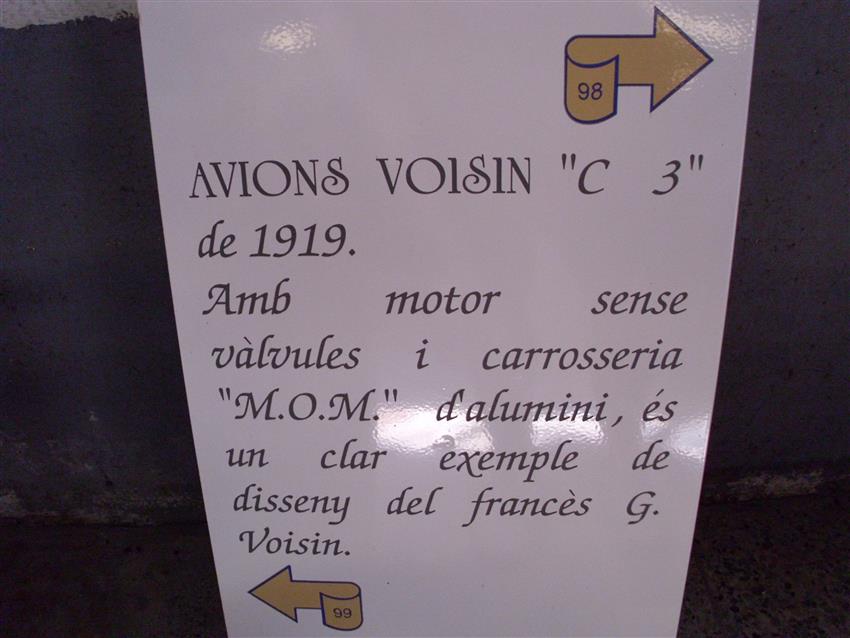 98
AVIONS VOISIN "C 3"
de 1919.
Amb motor sense
vàlvules i carrosseria
"M.O.M." d'alumini, és
un clar exemple de
disseny del francès G.
Voisin.
99